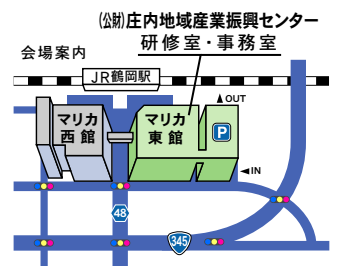 (公財)庄内地域産業振興センター
研修室・事務室
会場案内
JR鶴岡駅
マリカ
西館
マリカ
東館
▲OUT
P
◀IN
48
345